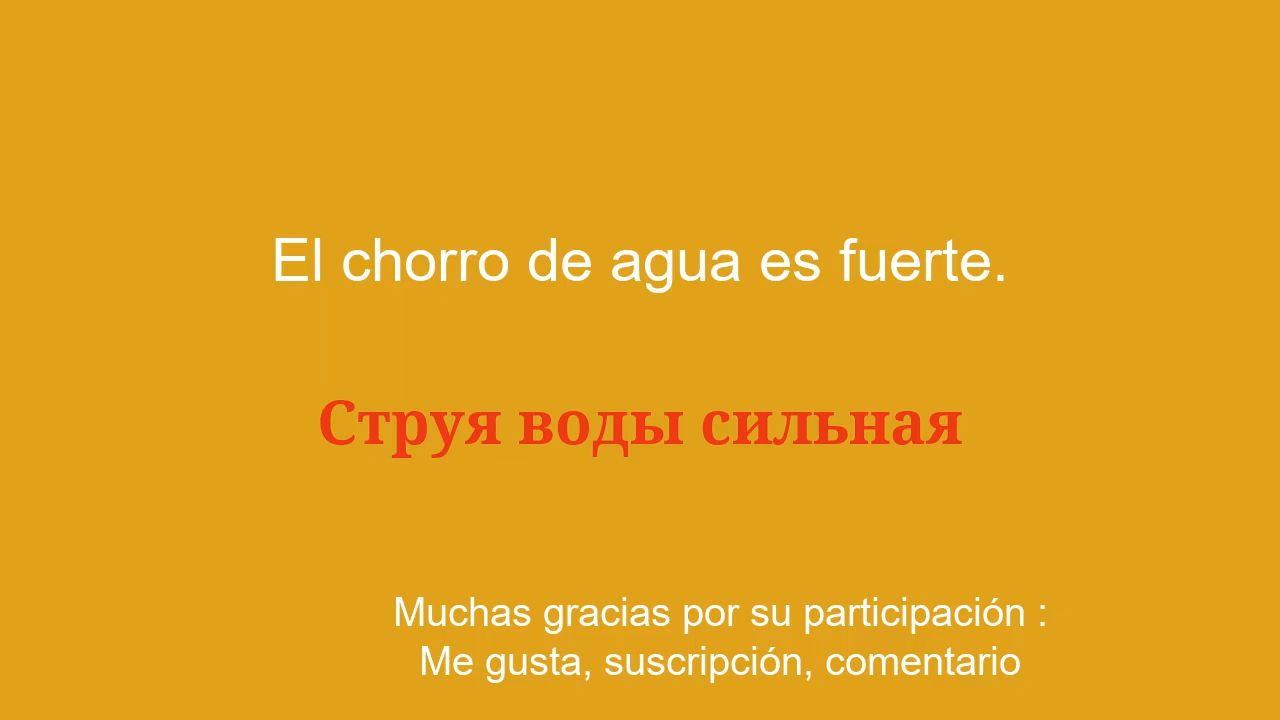 El chorro de agua es fuerte.
Струя воды сильная
Muchas gracias por su participación :
Me gusta, suscripción, comentario